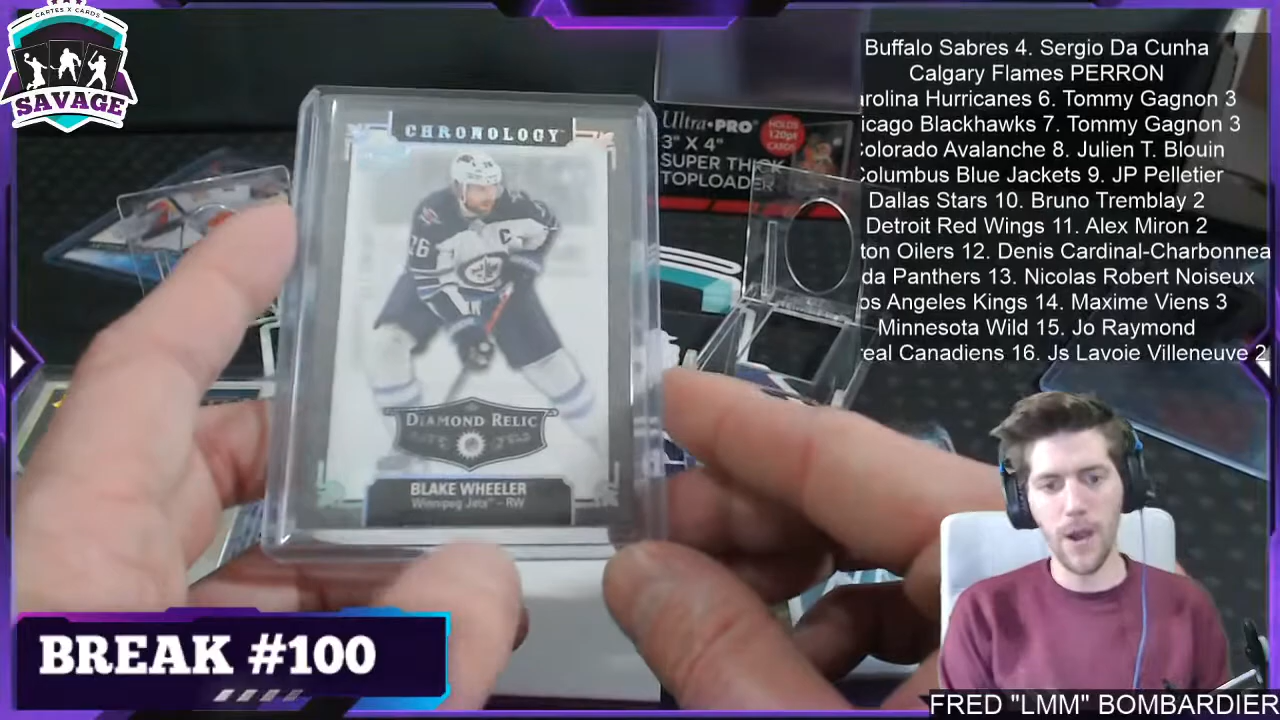 CARTES X CARDS
SAVAGE
CHRONOLOGY
76
C
DIAMOND RELIC
BLAKE WHEELER
Winnipeg Jets™ - RW
Ultra•PRO
3" X 4"
SUPER THICK
TOPLOADER
HOLDS
120pt
CARDS
Buffalo Sabres 4. Sergio Da Cunha
Calgary Flames PERRON
arolina Hurricanes 6. Tommy Gagnon 3
icago Blackhawks 7. Tommy Gagnon 3
Colorado Avalanche 8. Julien T. Blouin
Columbus Blue Jackets 9. JP Pelletier
Dallas Stars 10. Bruno Tremblay 2
Detroit Red Wings 11. Alex Miron 2
ton Oilers 12. Denis Cardinal-Charbonnea
da Panthers 13. Nicolas Robert Noiseux
os Angeles Kings 14. Maxime Viens 3
Minnesota Wild 15. Jo Raymond
real Canadiens 16. Js Lavoie Villeneuve 2
BREAK #100
FRED "LMM" BOMBARDIER